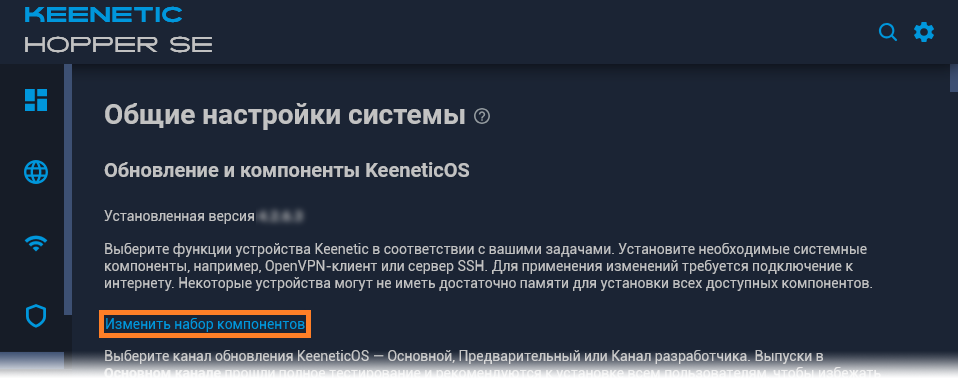 KEENETIC
HOPPER SE
Общие настройки системы
Обновление и компоненты KeeneticOS
Установленная версия
Выберите функции устройства Keenetic в соответствии с вашими задачами. Установите необходимые системные
компоненты, например, OpenVPN-клиент или сервер SSH. Для применения изменений требуется подключение к
интернету. Некоторые устройства могут не иметь достаточно памяти для установки всех доступных компонентов.
Изменить набор компонентов
Выберите канал обновления KeeneticOS — Основной, Предварительный или Канал разработчика. Выпуски в
Основном канале прошли полное тестирование и рекомендуются к установке всем пользователям, чтобы избежать